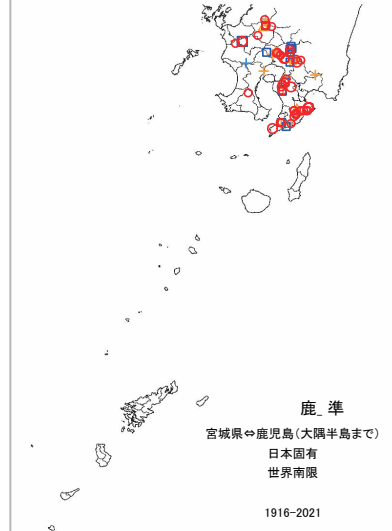 鹿_ 準
宮城県⇔鹿児島(大隅半島まで)
日本固有
世界南限
1916-2021